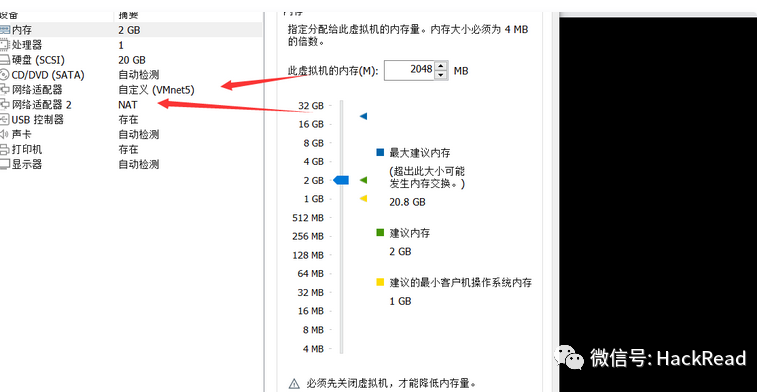 设备 摘要
内存 2 GB
处理器 1
硬盘 (SCSI) 20 GB
CD/DVD (SATA) 自动检测
网络适配器 自定义 (VMnet5)
网络适配器 2 NAT
USB 控制器 存在
声卡 自动检测
打印机 存在
显示器 自动检测
内存
指定分配给此虚拟机的内存量。内存大小必须为 4 MB
的倍数。
此虚拟机的内存(M): 2048 MB
32 GB
16 GB
8 GB
4 GB
2 GB
1 GB
512 MB
256 MB
128 MB
64 MB
32 MB
16 MB
8 MB
4 MB
最大建议内存
(超出此大小可能
发生内存交换。)
20.8 GB
建议内存
2 GB
建议的最小客户机操作系统内存
1 GB
必须先关闭虚拟机，才能降低内存量。
微信号: HackRead